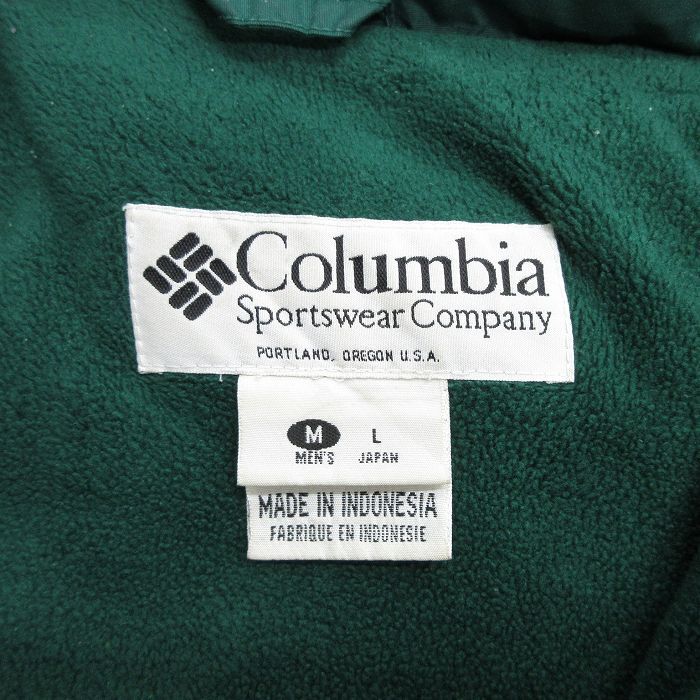 Columbia
Sportswear Company
PORTLAND, OREGON U.S.A.
M L
MEN'S JAPAN
MADE IN INDONESIA
FABRIQUE EN INDONESIE